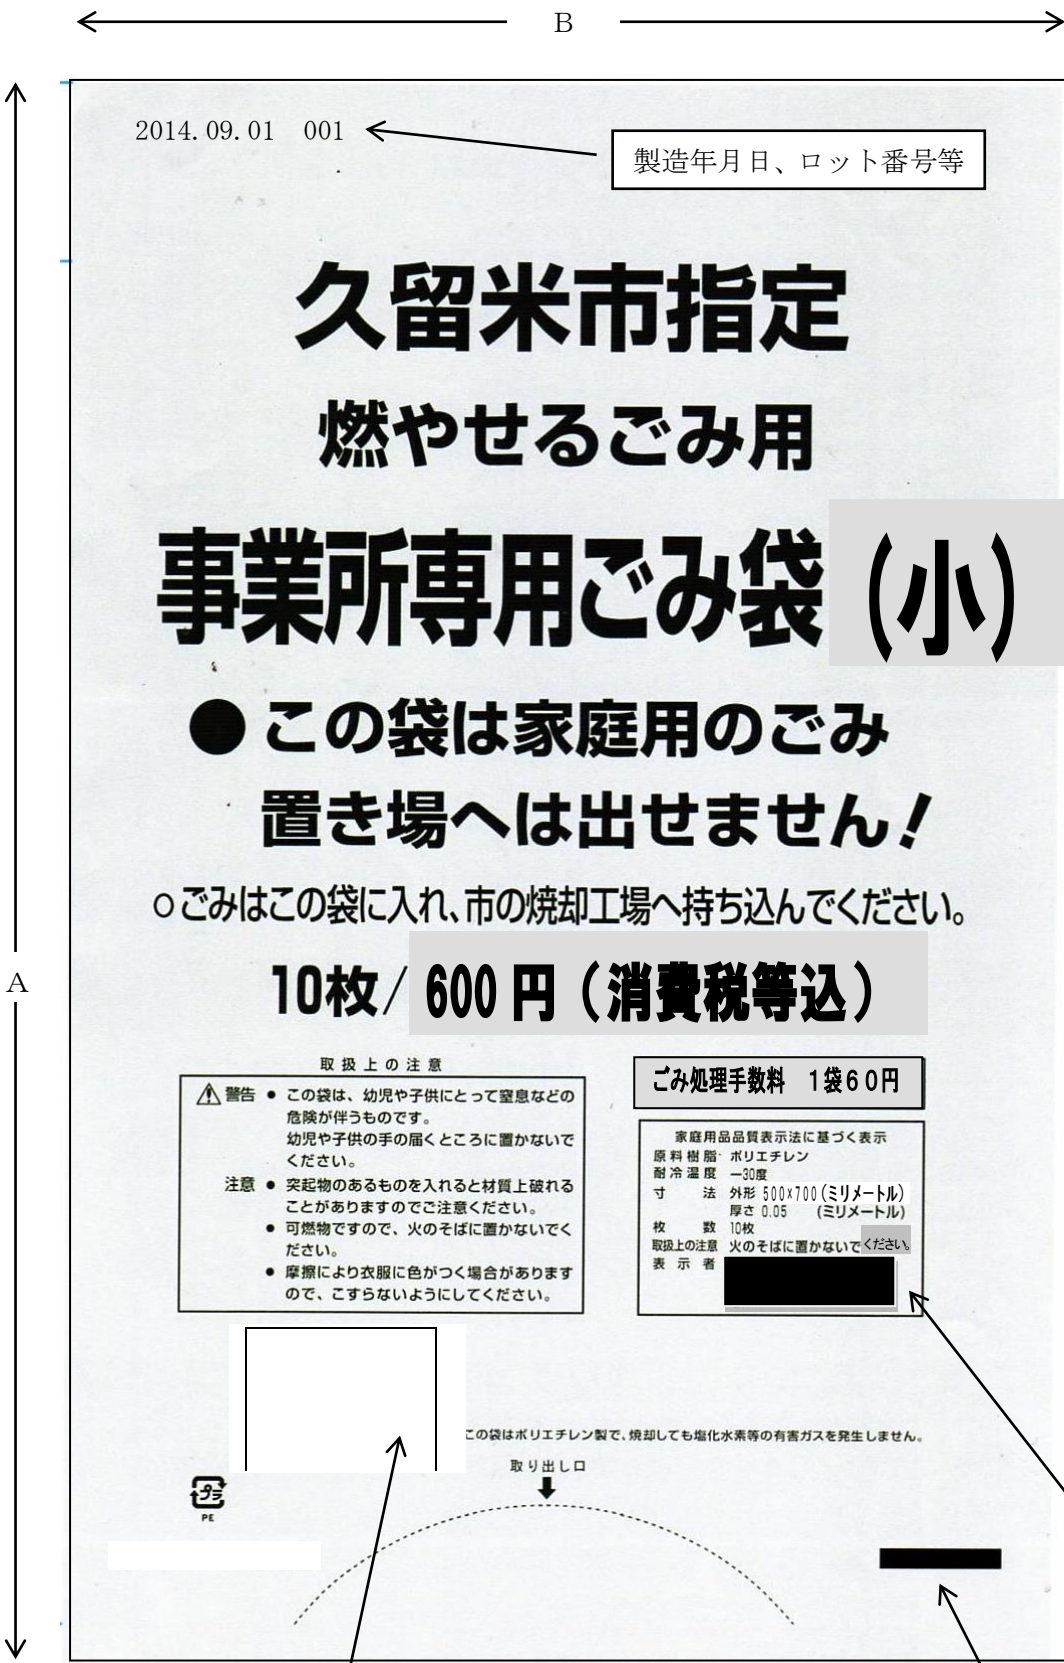 B
2014.09.01 001
製造年月日、ロット番号等
久留米市指定
燃やせるごみ用
事業所専用ごみ袋（小）
●この袋は家庭用のごみ
置き場へは出せません！
○ごみはこの袋に入れ、市の焼却工場へ持ち込んでください。
A
10枚/600円（消費税等込）
取扱上の注意
警告 ● この袋は、幼児や子供にとって窒息などの
危険が伴うものです。
幼児や子供の手の届くところに置かないで
ください。
注意 ● 突起物のあるものを入れると材質上破れる
ことがありますのでご注意ください。
● 可燃物ですので、火のそばに置かないでく
ださい。
● 摩擦により衣服に色がつく場合があります
ので、こすらないようにしてください。
ごみ処理手数料 1袋60円
家庭用品品質表示法に基づく表示
原料樹脂 ポリエチレン
耐冷温度 －30度
寸法 外形 500×700（ミリメートル）
厚さ 0.05 （ミリメートル）
枚数 10枚
取扱上の注意 火のそばに置かないでください。
表示者
この袋はポリエチレン製で、焼却しても塩化水素等の有害ガスを発生しません。
取り出し口
プラ
PE